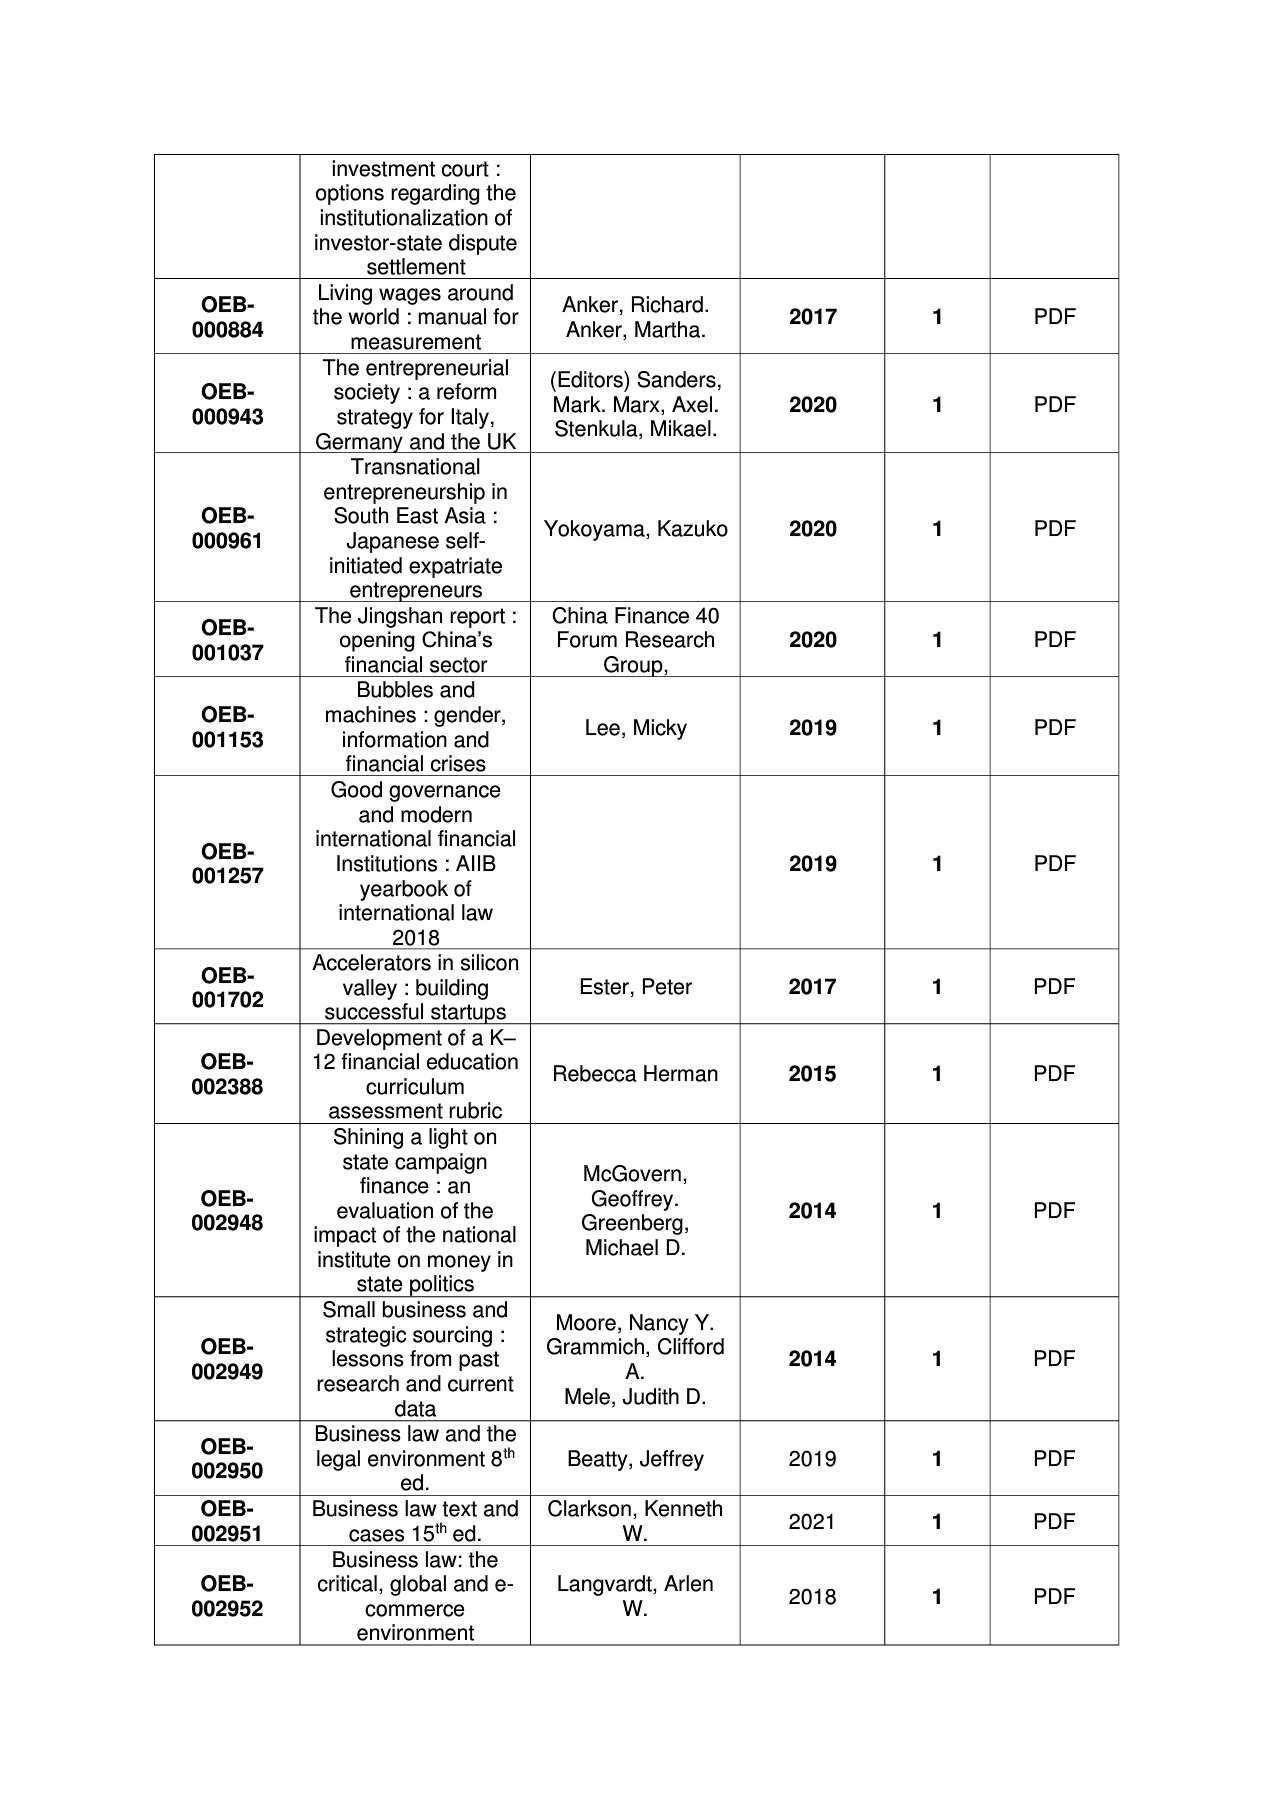 investment court :
options regarding the
institutionalization of
investor-state dispute
settlement
OEB-
000884
Living wages around
the world : manual for
measurement
Anker, Richard.
Anker, Martha.
2017
1
PDF
OEB-
000943
The entrepreneurial
society : a reform
strategy for Italy,
Germany and the UK
(Editors) Sanders,
Mark. Marx, Axel.
Stenkula, Mikael.
2020
1
PDF
OEB-
000961
Transnational
entrepreneurship in
South East Asia :
Japanese self-
initiated expatriate
entrepreneurs
Yokoyama, Kazuko
2020
1
PDF
OEB-
001037
The Jingshan report :
opening China’s
financial sector
China Finance 40
Forum Research
Group,
2020
1
PDF
OEB-
001153
Bubbles and
machines : gender,
information and
financial crises
Lee, Micky
2019
1
PDF
OEB-
001257
Good governance
and modern
international financial
Institutions : AIIB
yearbook of
international law
2018
2019
1
PDF
OEB-
001702
Accelerators in silicon
valley : building
successful startups
Ester, Peter
2017
1
PDF
OEB-
002388
Development of a K–
12 financial education
curriculum
assessment rubric
Rebecca Herman
2015
1
PDF
OEB-
002948
Shining a light on
state campaign
finance : an
evaluation of the
impact of the national
institute on money in
state politics
McGovern,
Geoffrey.
Greenberg,
Michael D.
2014
1
PDF
OEB-
002949
Small business and
strategic sourcing :
lessons from past
research and current
data
Moore, Nancy Y.
Grammich, Clifford
A.
Mele, Judith D.
2014
1
PDF
OEB-
002950
Business law and the
legal environment 8th
ed.
Beatty, Jeffrey
2019
1
PDF
OEB-
002951
Business law text and
cases 15th ed.
Clarkson, Kenneth
W.
2021
1
PDF
OEB-
002952
Business law: the
critical, global and e-
commerce
environment
Langvardt, Arlen
W.
2018
1
PDF